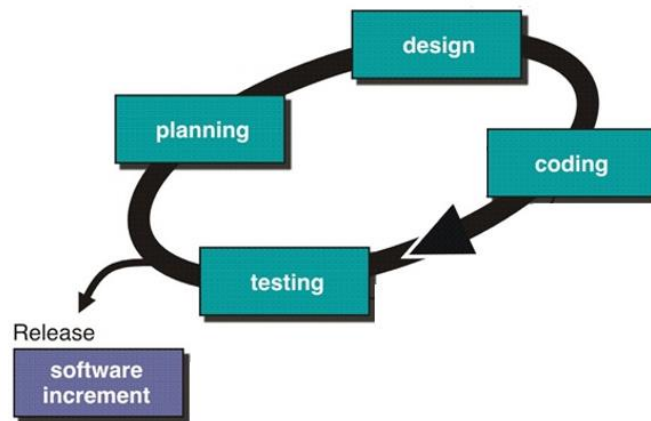 design
planning
coding
testing
Release
software
increment